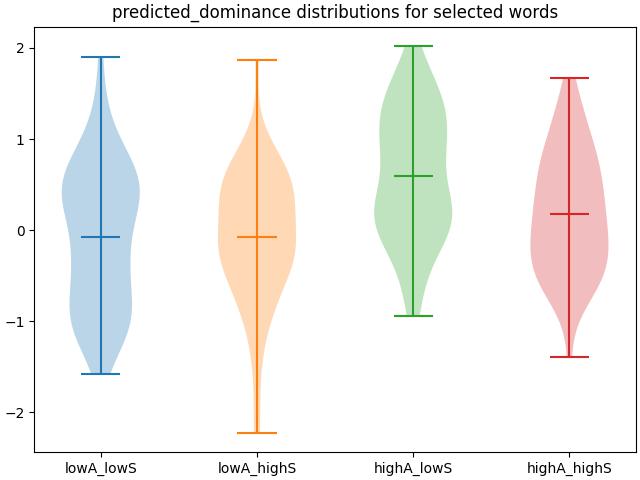 predicted_dominance distributions for selected words
2
1
0
−1
−2
lowA_lowS
lowA_highS
highA_lowS
highA_highS